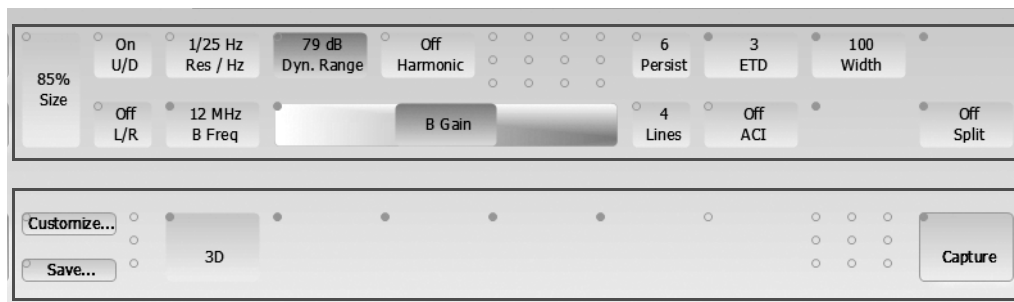 85%
Size
On
U/D
1/25 Hz
Res / Hz
79 dB
Dyn. Range
Off
Harmonic
6
Persist
3
ETD
100
Width
Off
L/R
12 MHz
B Freq
B Gain
4
Lines
Off
ACI
Off
Split
Customize...
Save...
3D
Capture